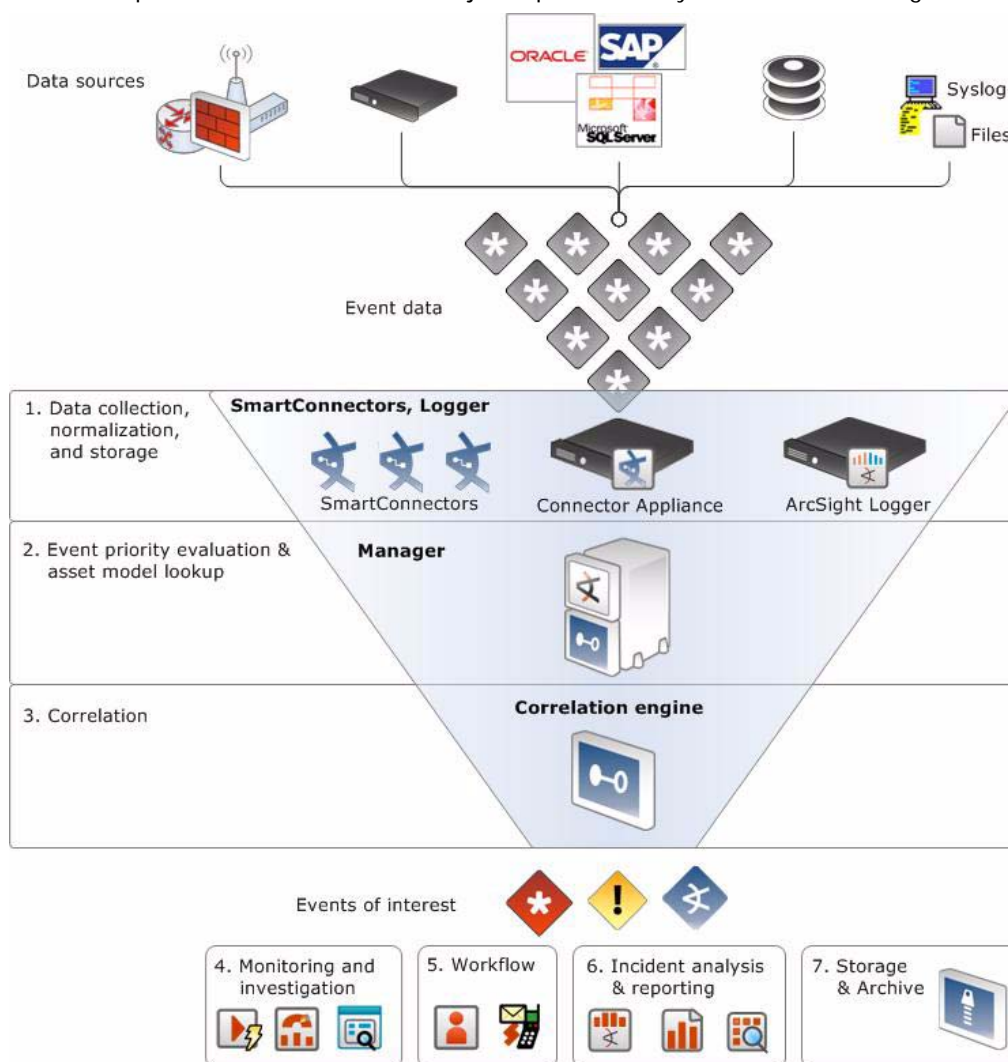 ORACLE
SAP
Data sources
Microsoft
SQL Server
Syslog
Files
Event data
1. Data collection,
normalization,
and storage
SmartConnectors, Logger
SmartConnectors
Connector Appliance
ArcSight Logger
2. Event priority evaluation &
asset model lookup
Manager
3. Correlation
Correlation engine
Events of interest
4. Monitoring and
investigation
5. Workflow
6. Incident analysis
& reporting
7. Storage
& Archive